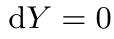 dY = 0